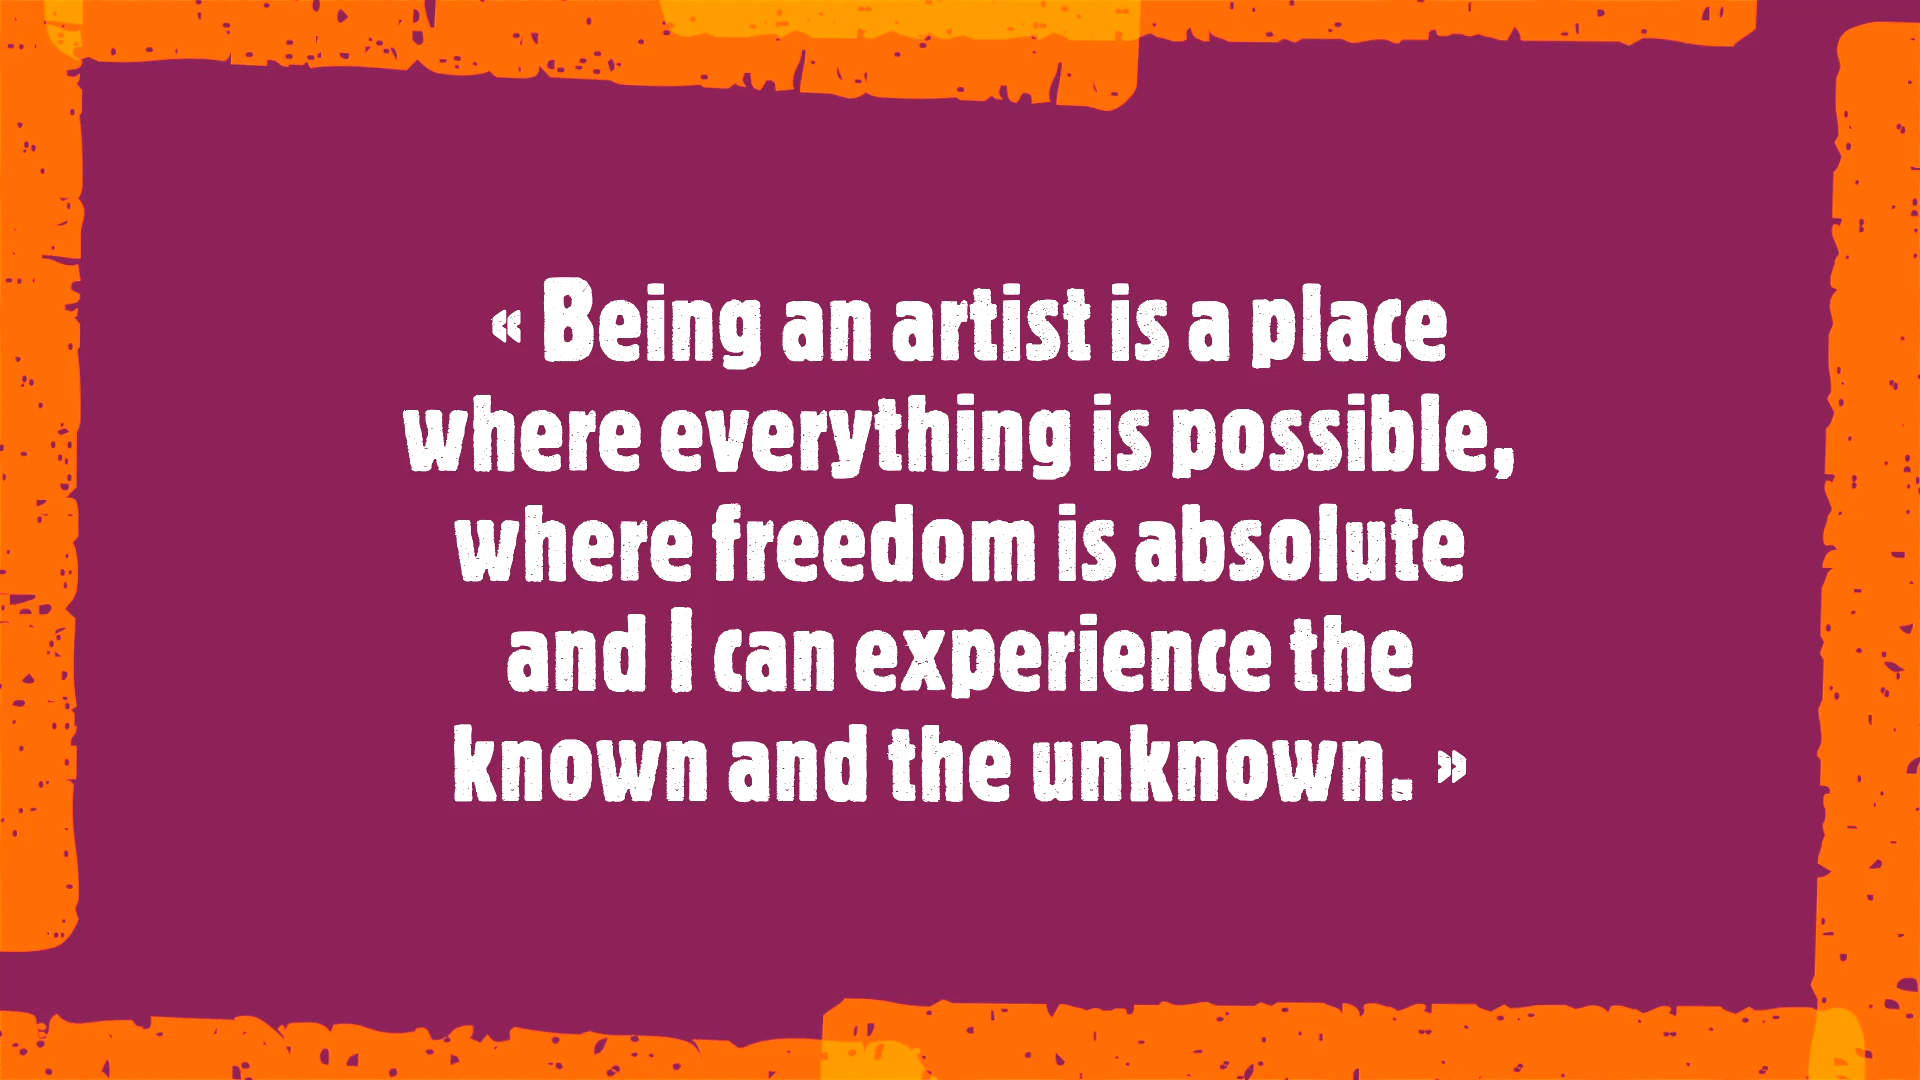 « Being an artist is a place
where everything is possible,
where freedom is absolute
and I can experience the
known and the unknown. »